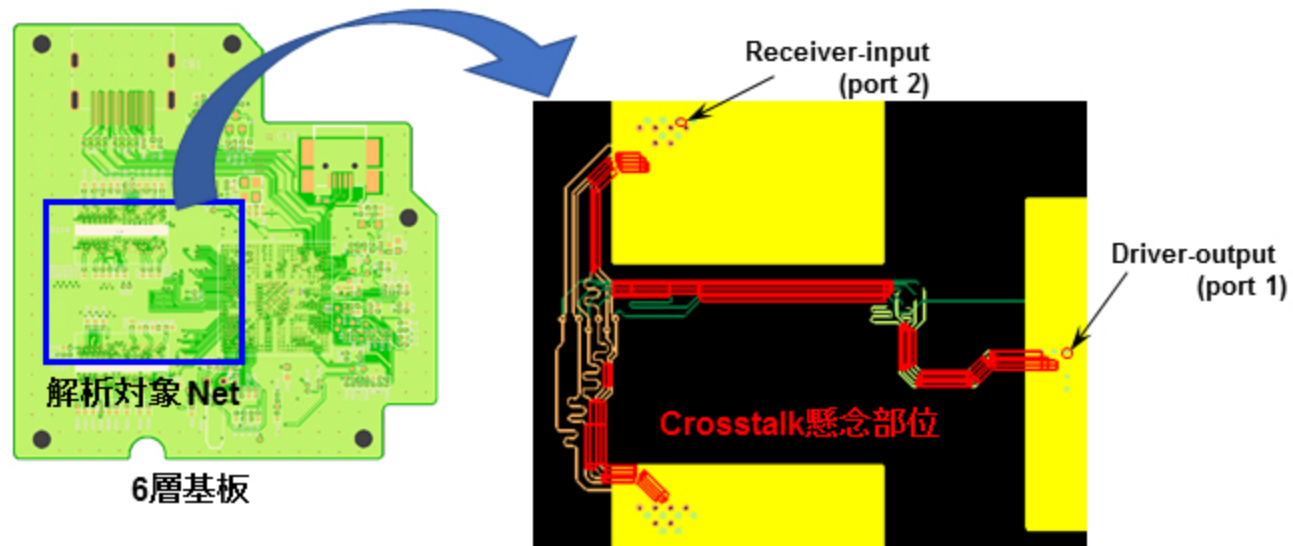 Receiver-input
(port 2)
Driver-output
(port 1)
解析対象 Net
Crosstalk懸念部位
6層基板